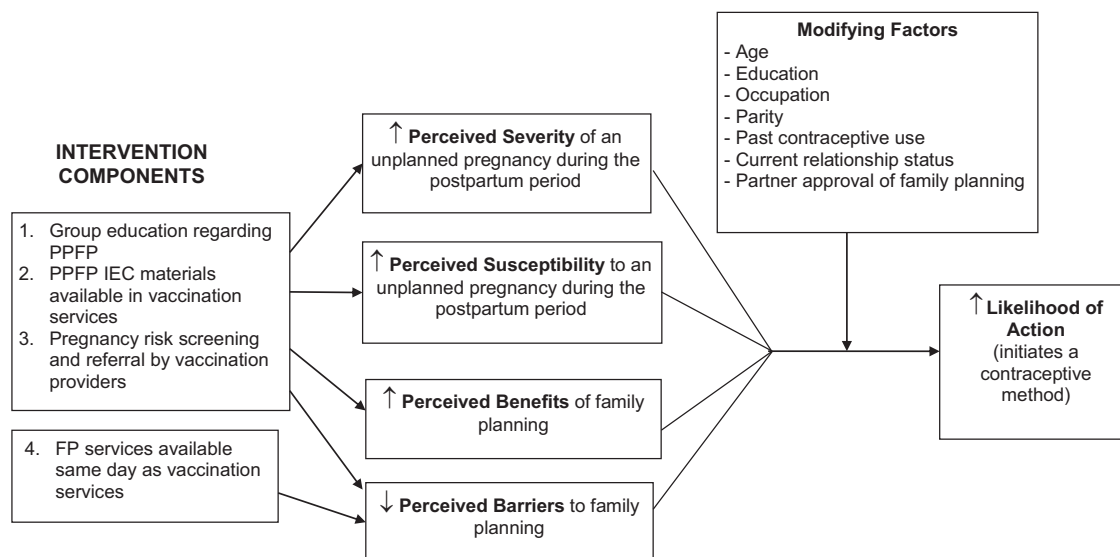 INTERVENTION
COMPONENTS
1. Group education regarding
PPFP
2. PPFP IEC materials
available in vaccination
services
3. Pregnancy risk screening
and referral by vaccination
providers
4. FP services available
same day as vaccination
services
↑ Perceived Severity of an
unplanned pregnancy during the
postpartum period
↑ Perceived Susceptibility to an
unplanned pregnancy during the
postpartum period
↑ Perceived Benefits of family
planning
↓ Perceived Barriers to family
planning
Modifying Factors
- Age
- Education
- Occupation
- Parity
- Past contraceptive use
- Current relationship status
- Partner approval of family planning
↑ Likelihood of
Action
(initiates a
contraceptive
method)